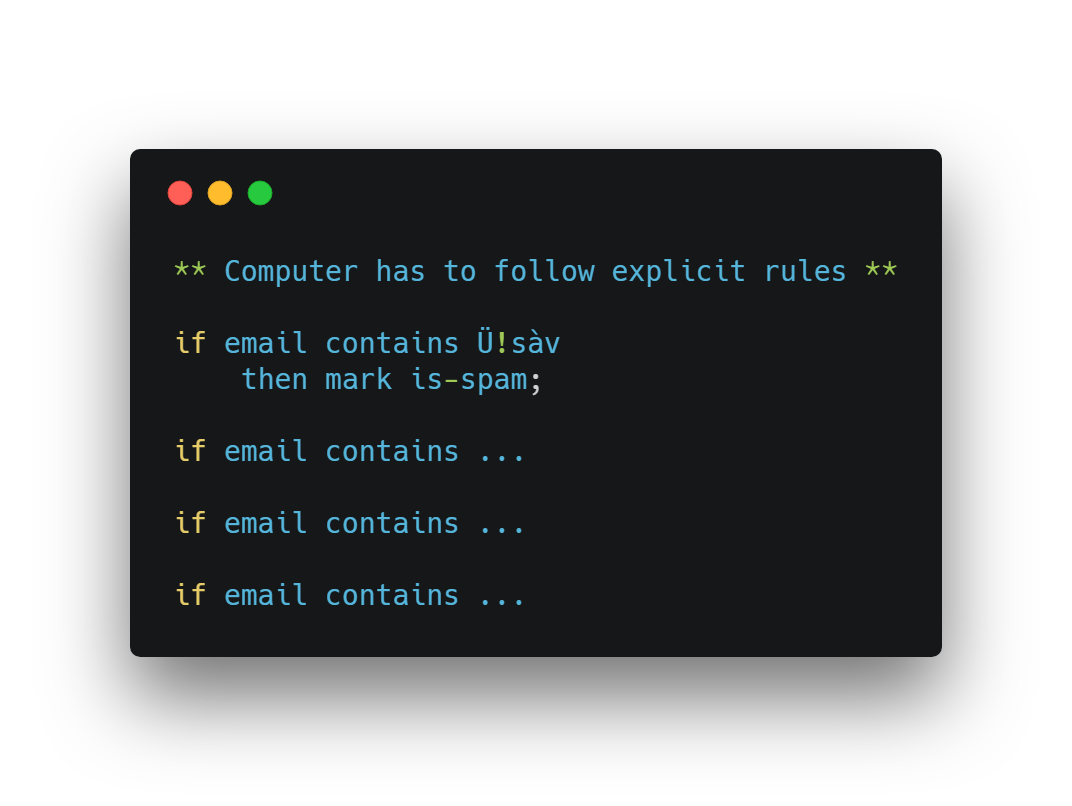 ** Computer has to follow explicit rules **
if email contains Ü!sàv
then mark is-spam;
if email contains ...
if email contains ...
if email contains ...